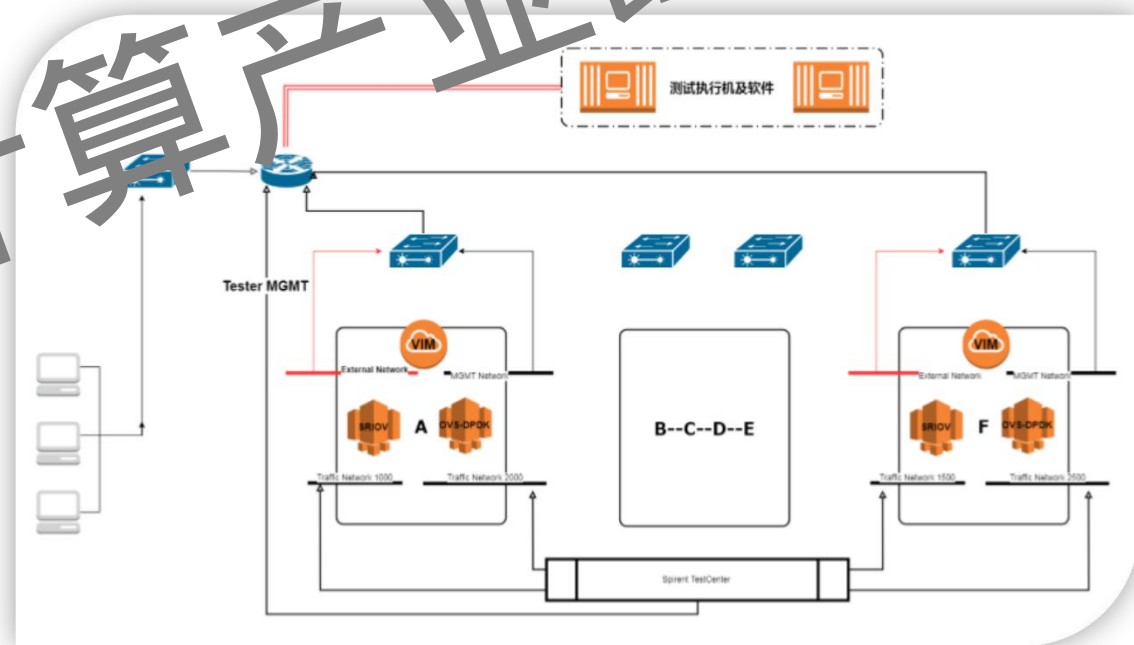 算产业
测试执行机及软件
Tester MGMT
VIM
External Network
MGMT Network
SRIOV
A
OVS-DPDK
Traffic Network 1000
Traffic Network 2000
B--C--D--E
VIM
External Network
MGMT Network
SRIOV
F
OVS-DPDK
Traffic Network 1500
Traffic Network 2500
Spirent TestCenter